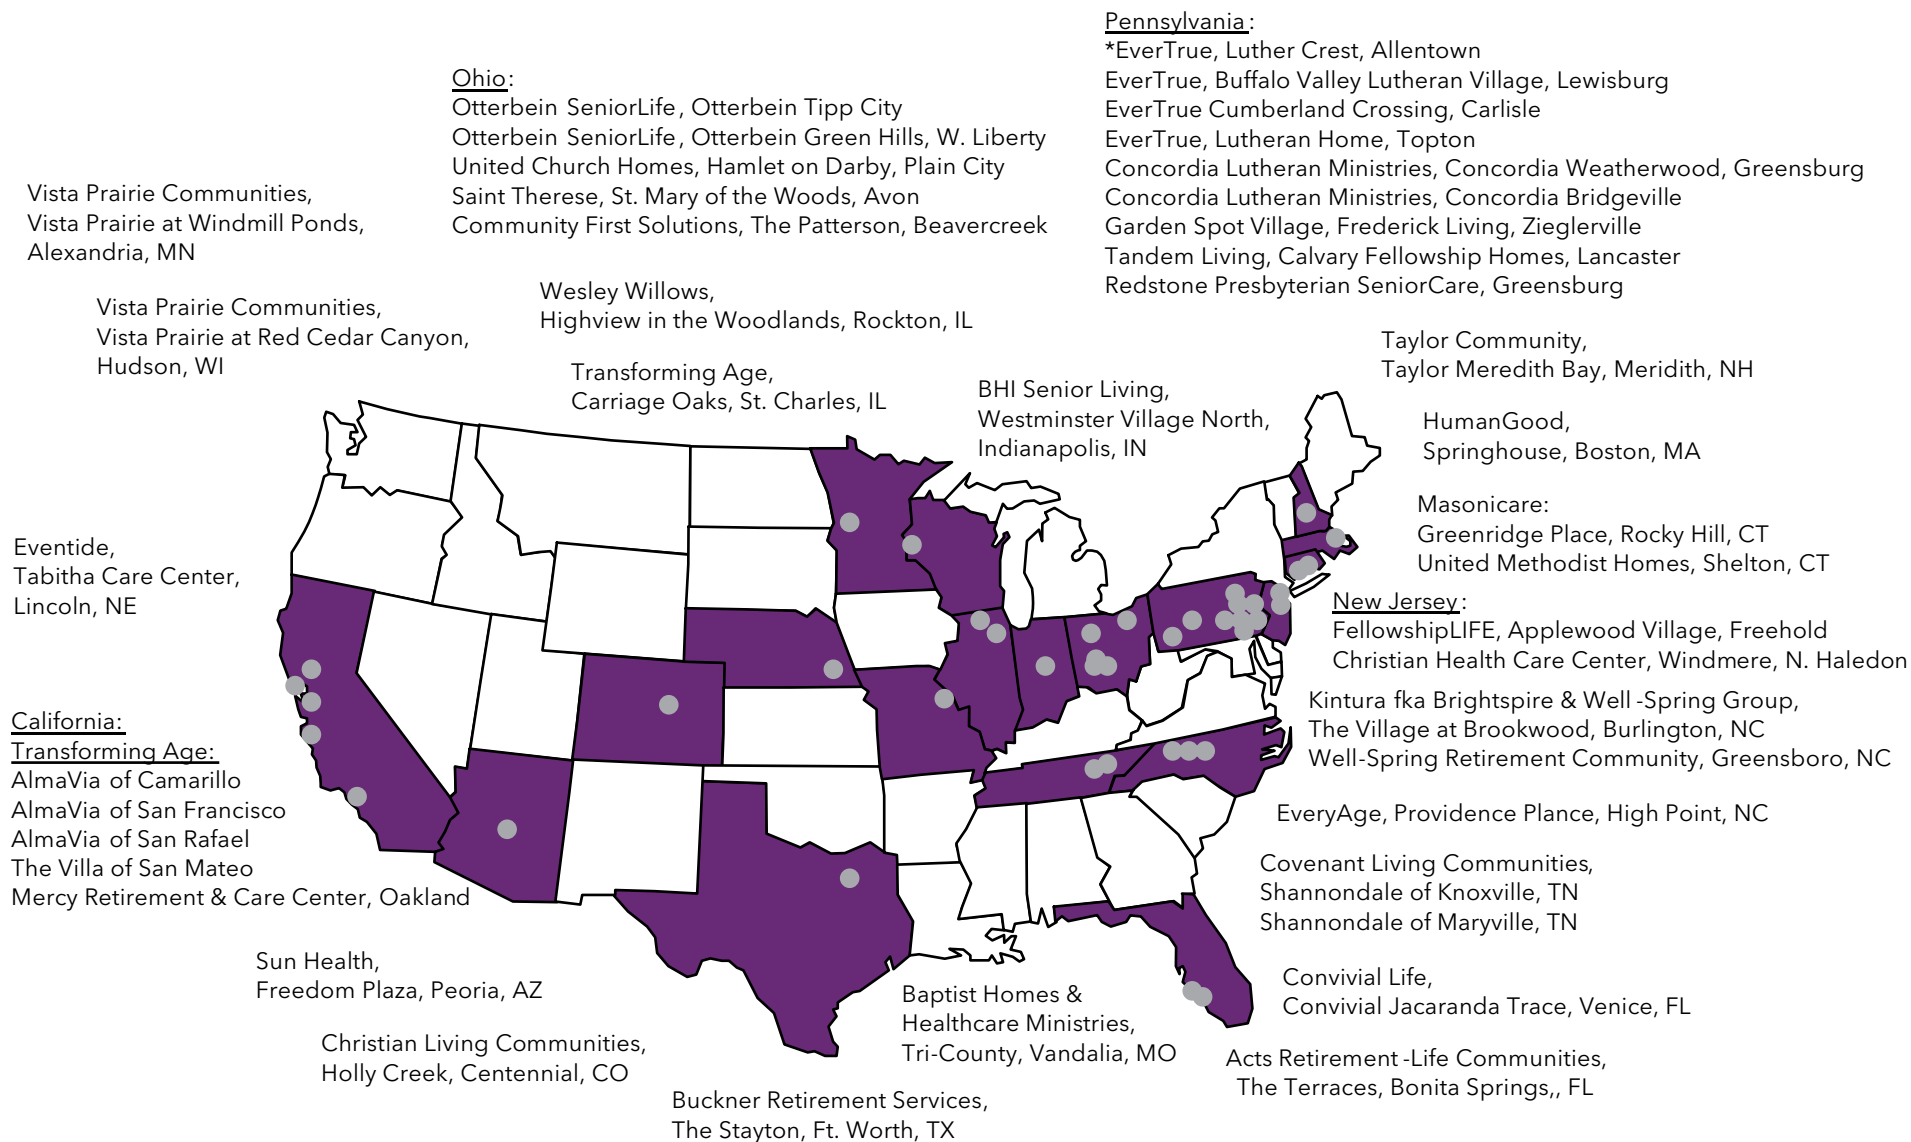 Pennsylvania:
*EverTrue, Luther Crest, Allentown
EverTrue, Buffalo Valley Lutheran Village, Lewisburg
EverTrue Cumberland Crossing, Carlisle
EverTrue, Lutheran Home, Topton
Concordia Lutheran Ministries, Concordia Weatherwood, Greensburg
Concordia Lutheran Ministries, Concordia Bridgeville
Garden Spot Village, Frederick Living, Zieglerville
Tandem Living, Calvary Fellowship Homes, Lancaster
Redstone Presbyterian SeniorCare, Greensburg
Ohio:
Otterbein SeniorLife, Otterbein Tipp City
Otterbein SeniorLife, Otterbein Green Hills, W. Liberty
United Church Homes, Hamlet on Darby, Plain City
Saint Therese, St. Mary of the Woods, Avon
Community First Solutions, The Patterson, Beavercreek
Vista Prairie Communities,
Vista Prairie at Windmill Ponds,
Alexandria, MN
Vista Prairie Communities,
Vista Prairie at Red Cedar Canyon,
Hudson, WI
Wesley Willows,
Highview in the Woodlands, Rockton, IL
Transforming Age,
Carriage Oaks, St. Charles, IL
BHI Senior Living,
Westminster Village North,
Indianapolis, IN
Taylor Community,
Taylor Meredith Bay, Meridith, NH
HumanGood,
Springhouse, Boston, MA
Masonicare:
Greenridge Place, Rocky Hill, CT
United Methodist Homes, Shelton, CT
Eventide,
Tabitha Care Center,
Lincoln, NE
New Jersey:
FellowshipLIFE, Applewood Village, Freehold
Christian Health Care Center, Windmere, N. Haledon
Kintura fka Brightspire & Well-Spring Group,
The Village at Brookwood, Burlington, NC
Well-Spring Retirement Community, Greensboro, NC
California:
Transforming Age:
AlmaVia of Camarillo
AlmaVia of San Francisco
AlmaVia of San Rafael
The Villa of San Mateo
Mercy Retirement & Care Center, Oakland
EveryAge, Providence Plance, High Point, NC
Covenant Living Communities,
Shannondale of Knoxville, TN
Shannondale of Maryville, TN
Sun Health,
Freedom Plaza, Peoria, AZ
Convivial Life,
Convivial Jacaranda Trace, Venice, FL
Baptist Homes &
Healthcare Ministries,
Tri-County, Vandalia, MO
Christian Living Communities,
Holly Creek, Centennial, CO
Acts Retirement-Life Communities,
The Terraces, Bonita Springs,, FL
Buckner Retirement Services,
The Stayton, Ft. Worth, TX